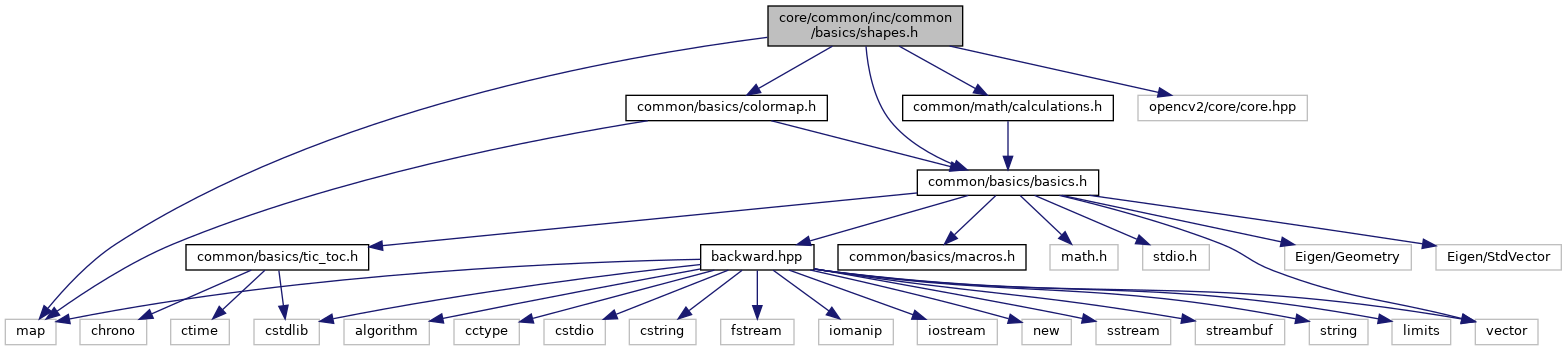 core/common/inc/common
/basics/shapes.h
common/basics/colormap.h
common/math/calculations.h
opencv2/core/core.hpp
common/basics/basics.h
common/basics/tic_toc.h
backward.hpp
common/basics/macros.h
math.h
stdio.h
Eigen/Geometry
Eigen/StdVector
map
chrono
ctime
cstdlib
algorithm
cctype
cstdio
cstring
fstream
iomanip
iostream
new
sstream
streambuf
string
limits
vector